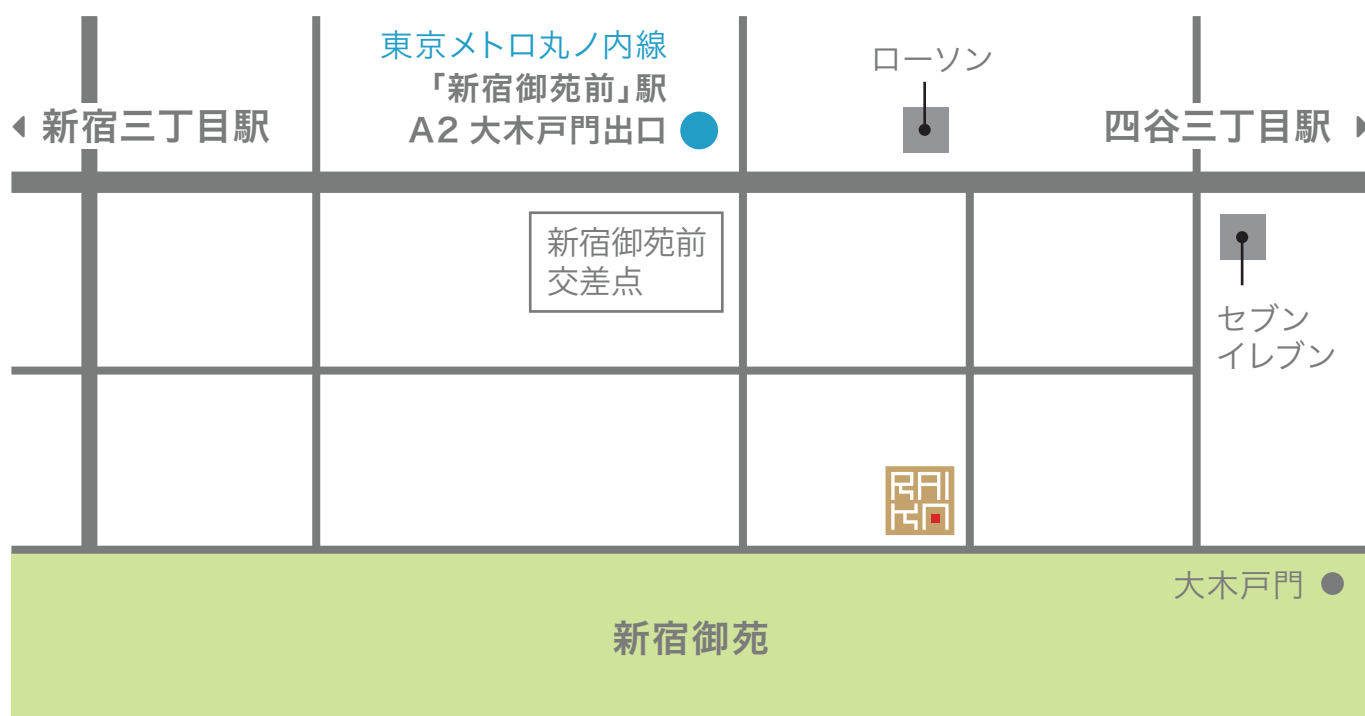 東京メトロ丸ノ内線
「新宿御苑前」駅
A2 大木戸門出口
ローソン
新宿三丁目駅
四谷三丁目駅
新宿御苑前
交差点
セブン
イレブン
RAI
KA
大木戸門
新宿御苑